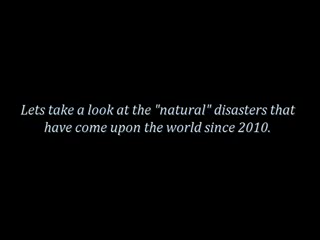 Lets take a look at the "natural" disasters that
have come upon the world since 2010.